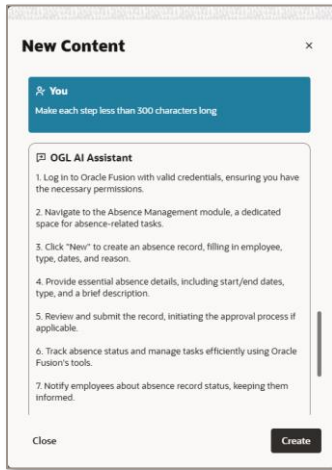 New Content
×
You
Make each step less than 300 characters long
OGL AI Assistant
1. Log in to Oracle Fusion with valid credentials, ensuring you have
the necessary permissions.
2. Navigate to the Absence Management module, a dedicated
space for absence-related tasks.
3. Click "New" to create an absence record, filling in employee,
type, dates, and reason.
4. Provide essential absence details, including start/end dates,
type, and a brief description.
5. Review and submit the record, initiating the approval process if
applicable.
6. Track absence status and manage tasks efficiently using Oracle
Fusion's tools.
7. Notify employees about absence record status, keeping them
informed.
Close
Create